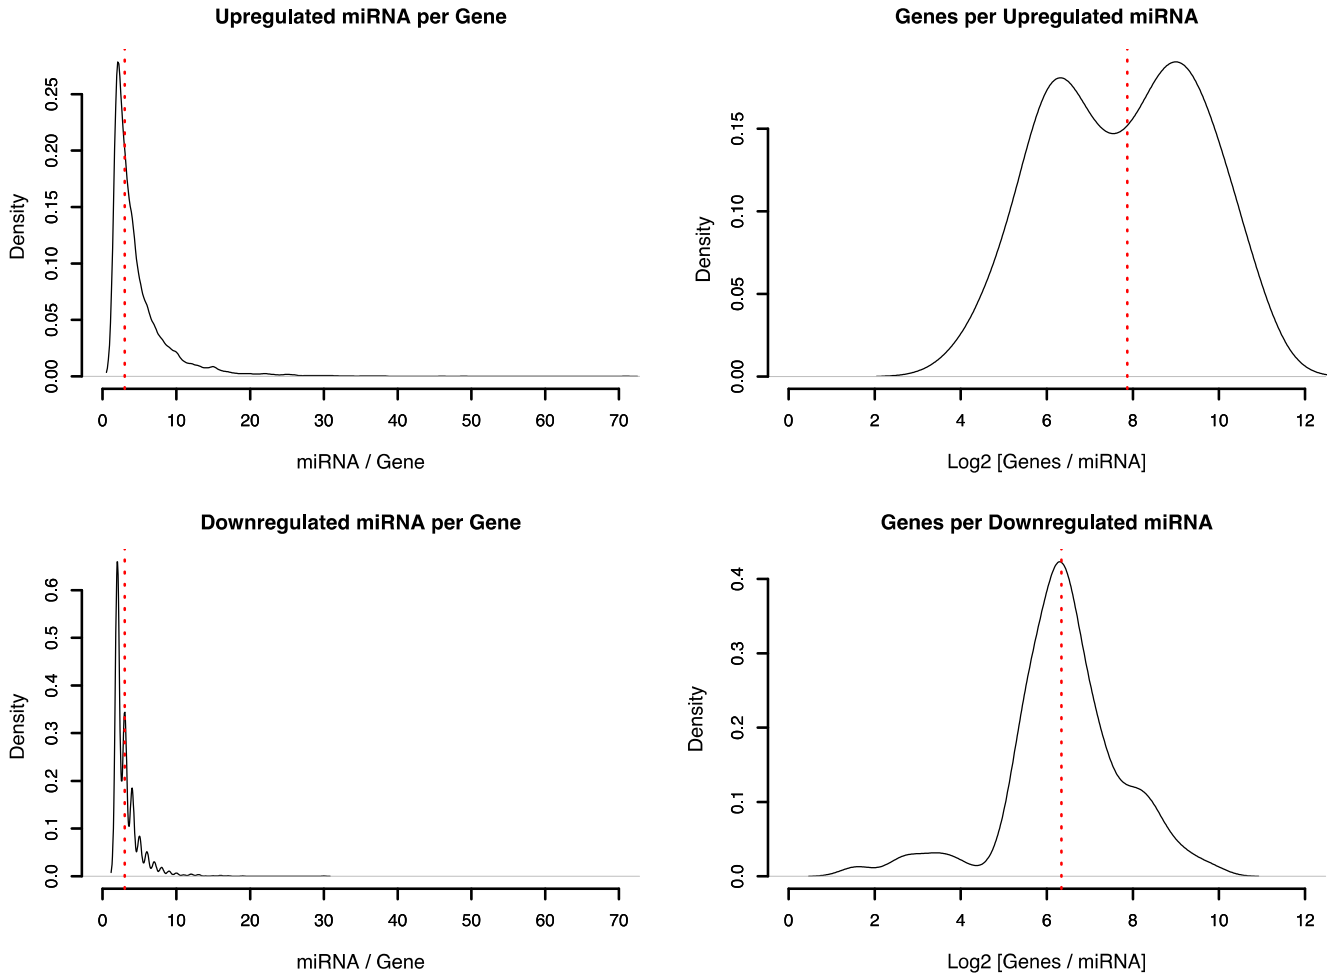 Upregulated miRNA per Gene
Density
0.00 0.05 0.10 0.15 0.20 0.25
0 10 20 30 40 50 60 70
miRNA / Gene
Genes per Upregulated miRNA
Density
0.00 0.05 0.10 0.15
0 2 4 6 8 10 12
Log2 [Genes / miRNA]
Downregulated miRNA per Gene
Density
0.0 0.1 0.2 0.3 0.4 0.5 0.6
0 10 20 30 40 50 60 70
miRNA / Gene
Genes per Downregulated miRNA
Density
0.0 0.1 0.2 0.3 0.4
0 2 4 6 8 10 12
Log2 [Genes / miRNA]